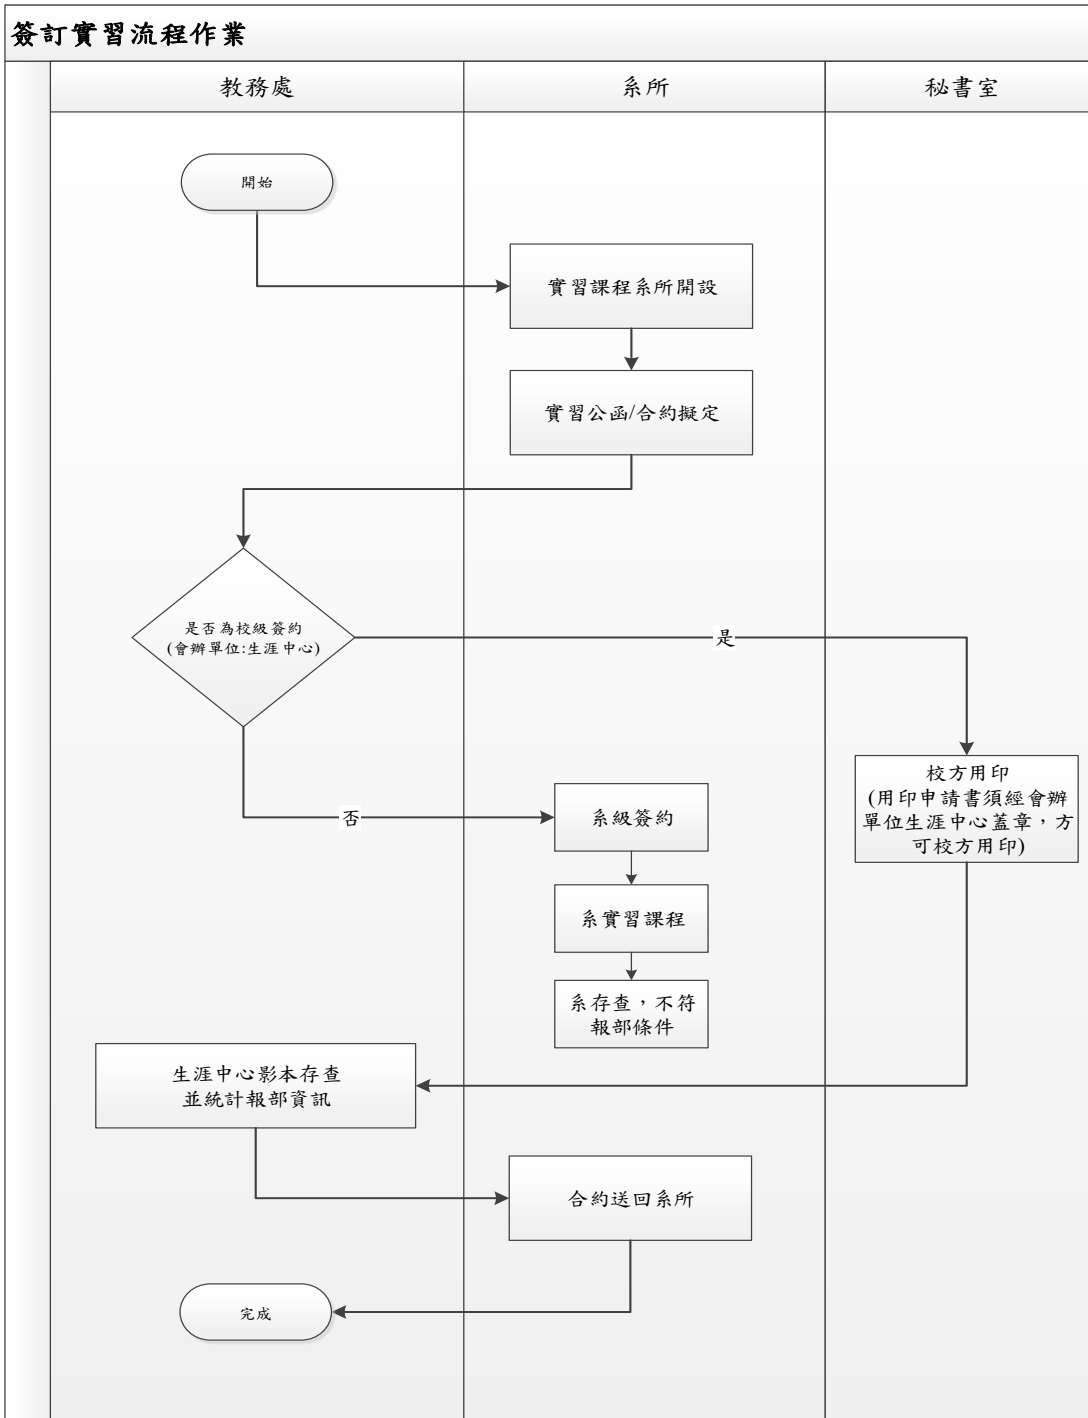 簽訂實習流程作業
教務處
系所
秘書室
開始
實習課程系所開設
實習公函/合約擬定
是否為校級簽約
(會辦單位:生涯中心)
是
校方用印
(用印申請書須經會辦
單位生涯中心蓋章，方
可校方用印)
否
系級簽約
系實習課程
系存查，不符
報部條件
生涯中心影本存查
並統計報部資訊
合約送回系所
完成